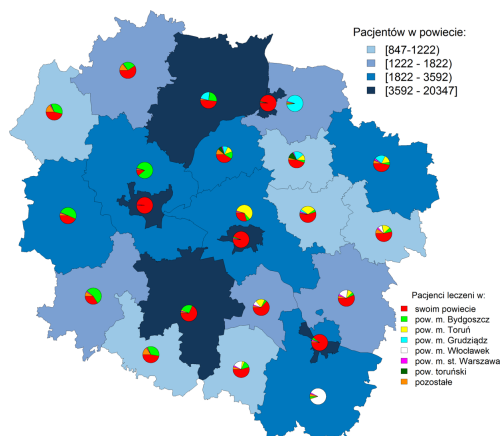 Pacjentów w powiecie:
[847-1222)
[1222 - 1822)
[1822 - 3592)
[3592 - 20347]
Pacjenci leczeni w:
swoim powiecie
pow. m. Bydgoszcz
pow. m. Toruń
pow. m. Grudziądz
pow. m. Włocławek
pow. m. st. Warszawa
pow. toruński
pozostałe